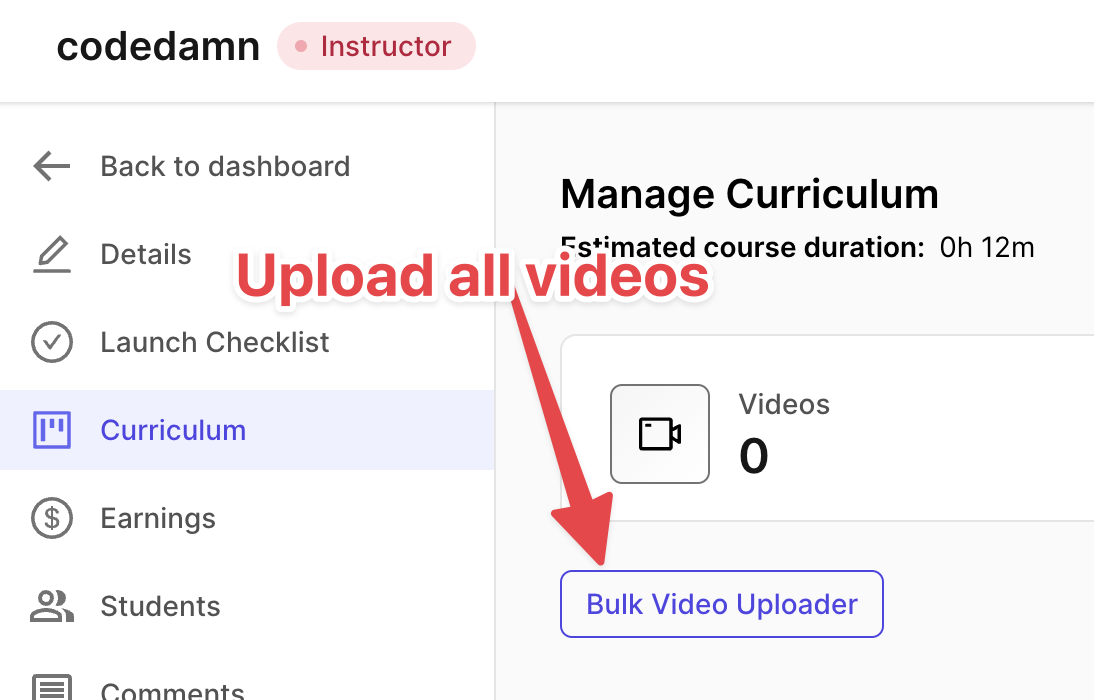 codedamn
Instructor
Back to dashboard
Details
Launch Checklist
Curriculum
Earnings
Students
Comments
Manage Curriculum
Estimated course duration: 0h 12m
Upload all videos
Videos
0
Bulk Video Uploader